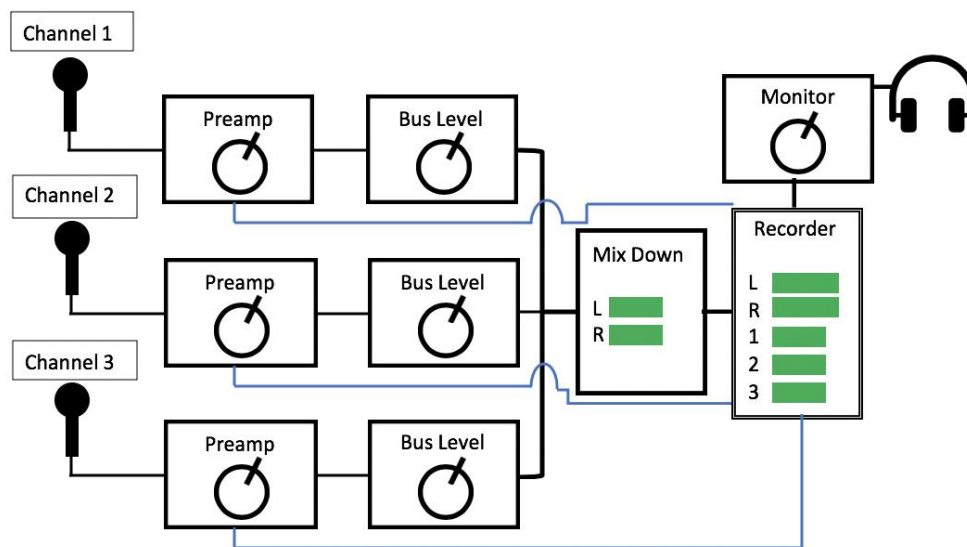 Channel 1
Preamp
Bus Level
Monitor
Channel 2
Preamp
Bus Level
Mix Down
L
R
Recorder
L
R
1
2
3
Channel 3
Preamp
Bus Level